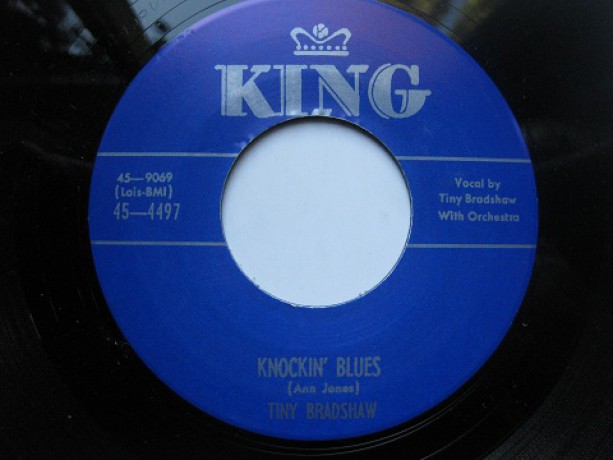 KING
45—9069
(Lois-BMI)
45—4497
Vocal by
Tiny Bradshaw
With Orchestra
KNOCKIN' BLUES
(Ann Jones)
TINY BRADSHAW